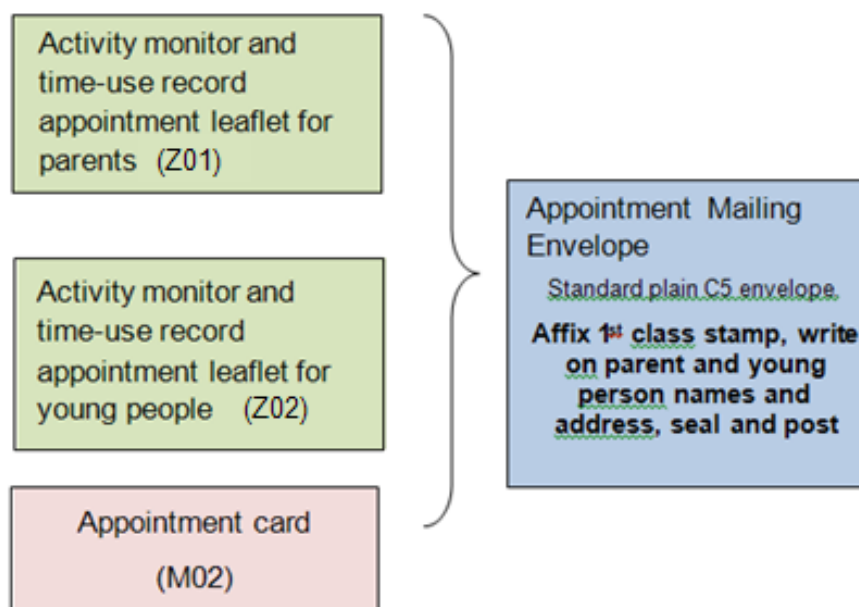 Activity monitor and
time-use record
appointment leaflet for
parents (Z01)
Activity monitor and
time-use record
appointment leaflet for
young people (Z02)
Appointment card
(M02)
Appointment Mailing
Envelope
Standard plain C5 envelope
Affix 1st class stamp, write
on parent and young
person names and
address, seal and post